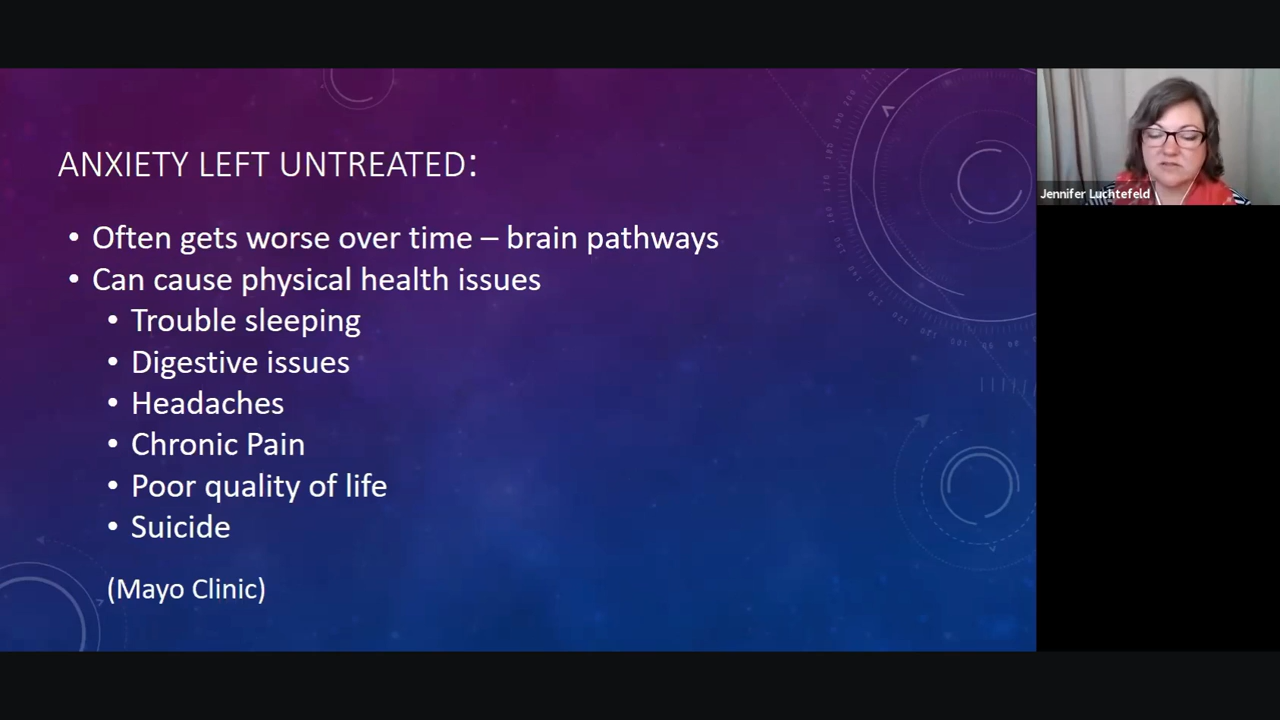 ANXIETY LEFT UNTREATED:
• Often gets worse over time – brain pathways
• Can cause physical health issues
• Trouble sleeping
• Digestive issues
• Headaches
• Chronic Pain
• Poor quality of life
• Suicide
(Mayo Clinic)
Jennifer Luchtefeld